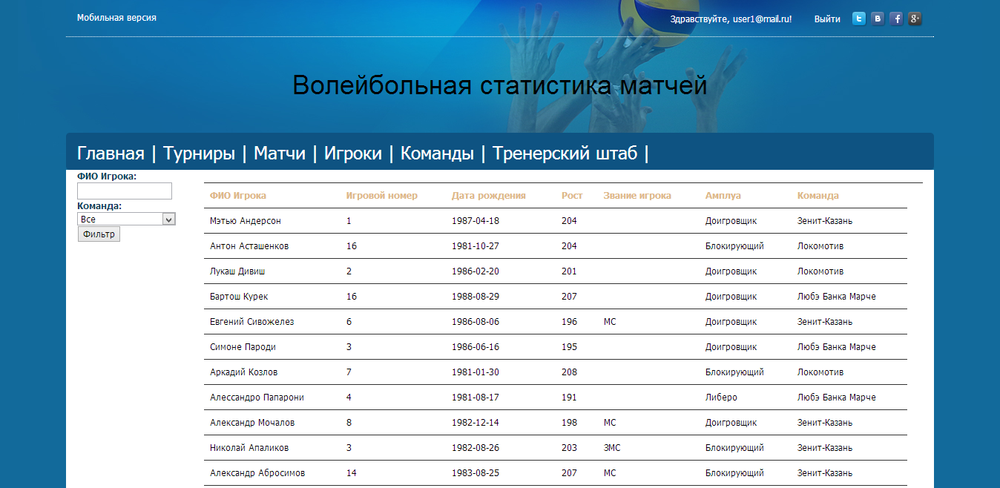 Мобильная версия
Здравствуйте, user1@mail.ru! Выйти
Волейбольная статистика матчей
Главная | Турниры | Матчи | Игроки | Команды | Тренерский штаб |
ФИО Игрока:
Команда:
Все
Фильтр
ФИО Игрока Игровой номер Дата рождения Рост Звание игрока Амплуа Команда
Мэтью Андерсон 1 1987-04-18 204 Доигровщик Зенит-Казань
Антон Асташенков 16 1981-10-27 204 Блокирующий Локомотив
Лукаш Дивиш 2 1986-02-20 201 Доигровщик Локомотив
Бартош Курек 16 1988-08-29 207 Доигровщик Любэ Банка Марче
Евгений Сивожелез 6 1986-08-06 196 МС Доигровщик Зенит-Казань
Симоне Пароди 3 1986-06-16 195 Доигровщик Любэ Банка Марче
Аркадий Козлов 7 1981-01-30 208 Блокирующий Локомотив
Алессандро Папарони 4 1981-08-17 191 Либеро Любэ Банка Марче
Александр Мочалов 8 1982-12-14 198 МС Доигровщик Зенит-Казань
Николай Апаликов 3 1982-08-26 203 ЗМС Блокирующий Зенит-Казань
Александр Абросимов 14 1983-08-25 207 МС Блокирующий Зенит-Казань